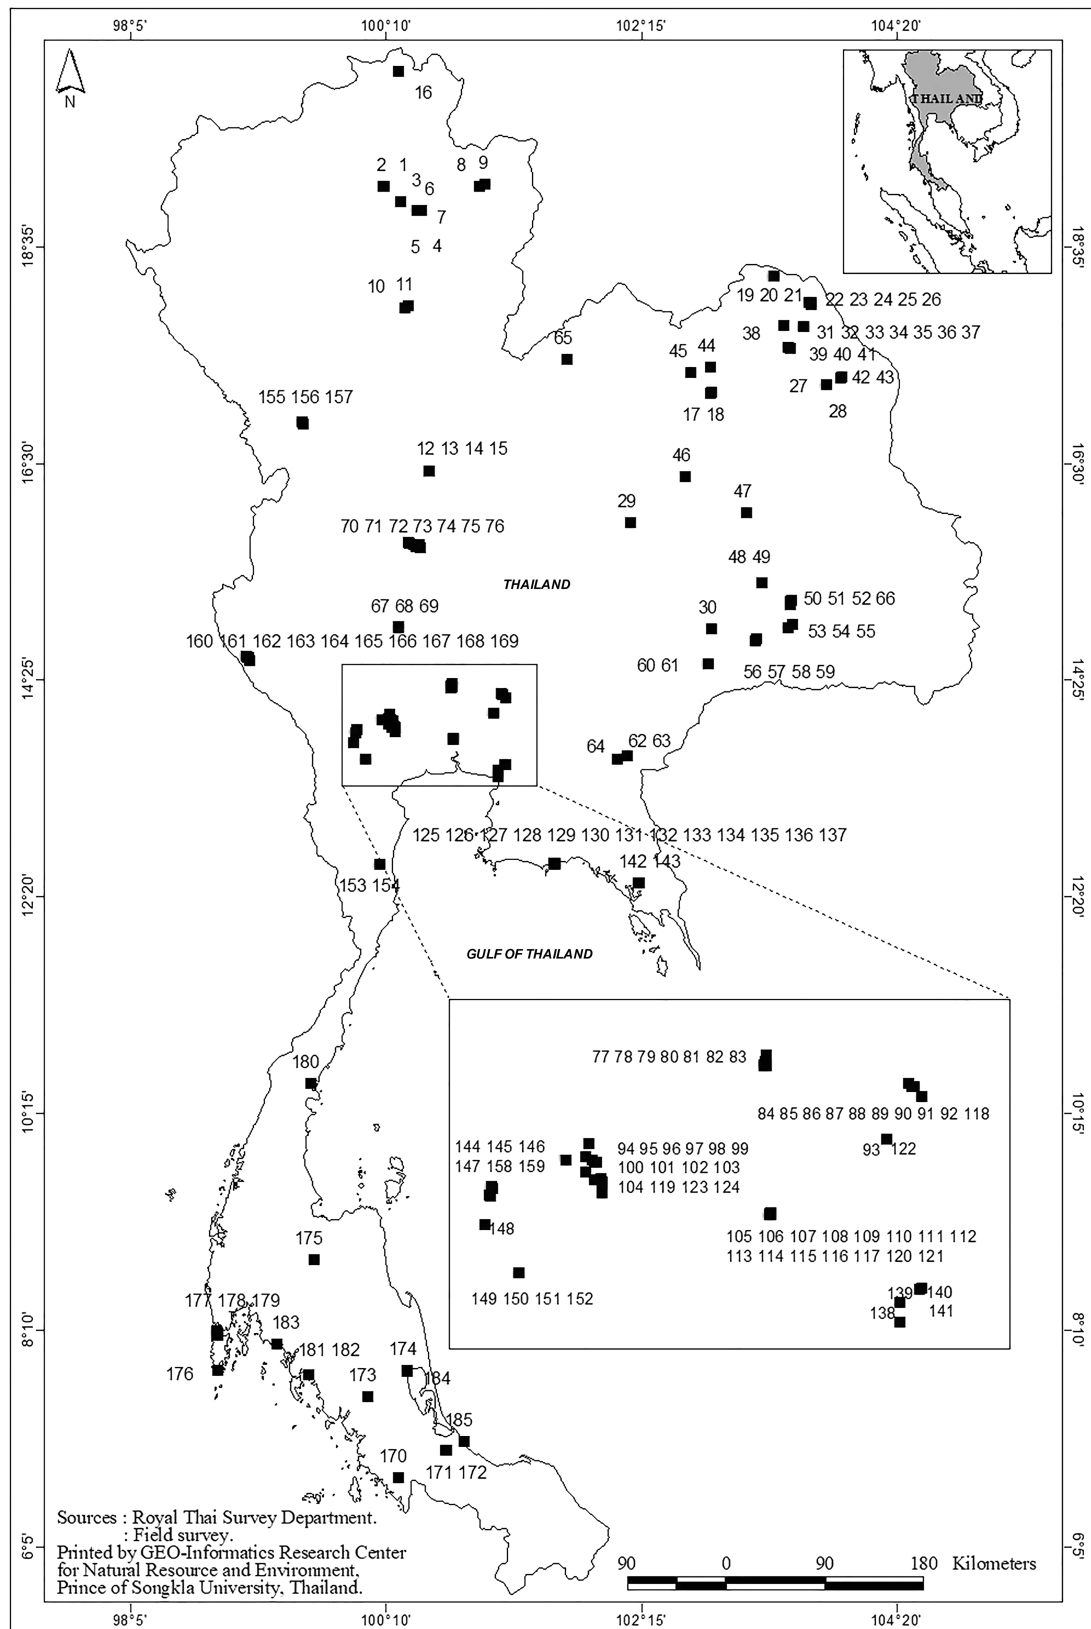 98°5' 100°10' 102°15' 104°20'
N
THAILAND
16
2 1 8 9
3
6
7
5 4
18°35' 18°35'
10 11
19 20 21 22 23 24 25 26
38 31 32 33 34 35 36 37
65 45 44 39 40 41
27 42 43
28
17 18
155 156 157
12 13 14 15
46
16°30' 16°30'
29 47
70 71 72 73 74 75 76
48 49
THAILAND
67 68 69
30 50 51 52 66
53 54 55
160 161 162 163 164 165 166 167 168 169
60 61 56 57 58 59
14°25' 14°25'
64 62 63
125 126 127 128 129 130 131 132 133 134 135 136 137
142 143
153 154
12°20' 12°20'
GULF OF THAILAND
180
77 78 79 80 81 82 83
10°15' 10°15'
84 85 86 87 88 89 90 91 92 118
93 122
144 145 146 94 95 96 97 98 99
147 158 159 100 101 102 103
104 119 123 124
148
105 106 107 108 109 110 111 112
113 114 115 116 117 120 121
175
149 150 151 152
139 140
138 141
177 178 179
183
8°10' 8°10'
181 182
176 173 174
184
185
170
171 172
Sources : Royal Thai Survey Department.
: Field survey.
Printed by GEO-Informatics Research Center
for Natural Resource and Environment,
Prince of Songkla University, Thailand.
6°5' 6°5'
90 0 90 180 Kilometers
98°5' 100°10' 102°15' 104°20'